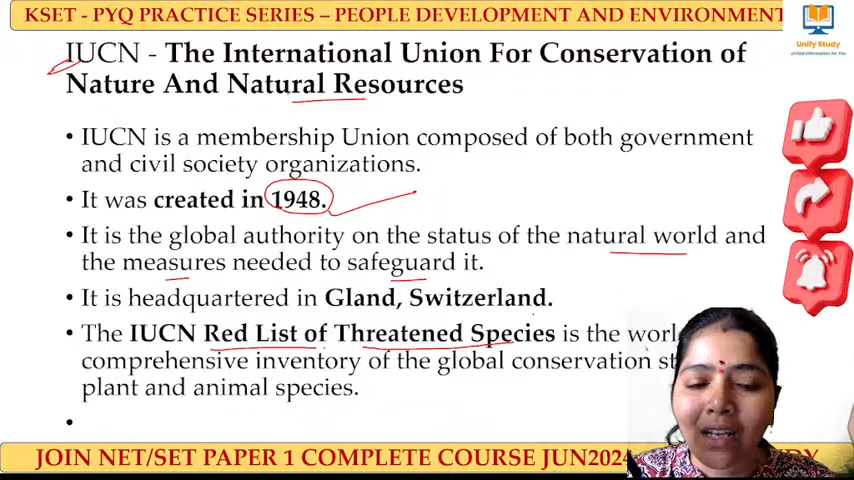 KSET - PYQ PRACTICE SERIES – PEOPLE DEVELOPMENT AND ENVIRONMENT
Unify Study
United Information for You
IUCN - The International Union For Conservation of
Nature And Natural Resources
• IUCN is a membership Union composed of both government
and civil society organizations.
• It was created in 1948.
• It is the global authority on the status of the natural world and
the measures needed to safeguard it.
• It is headquartered in Gland, Switzerland.
• The IUCN Red List of Threatened Species is the
comprehensive inventory of the global conservation
plant and animal species.
•
JOIN NET/SET PAPER 1 COMPLETE COURSE JUN2024